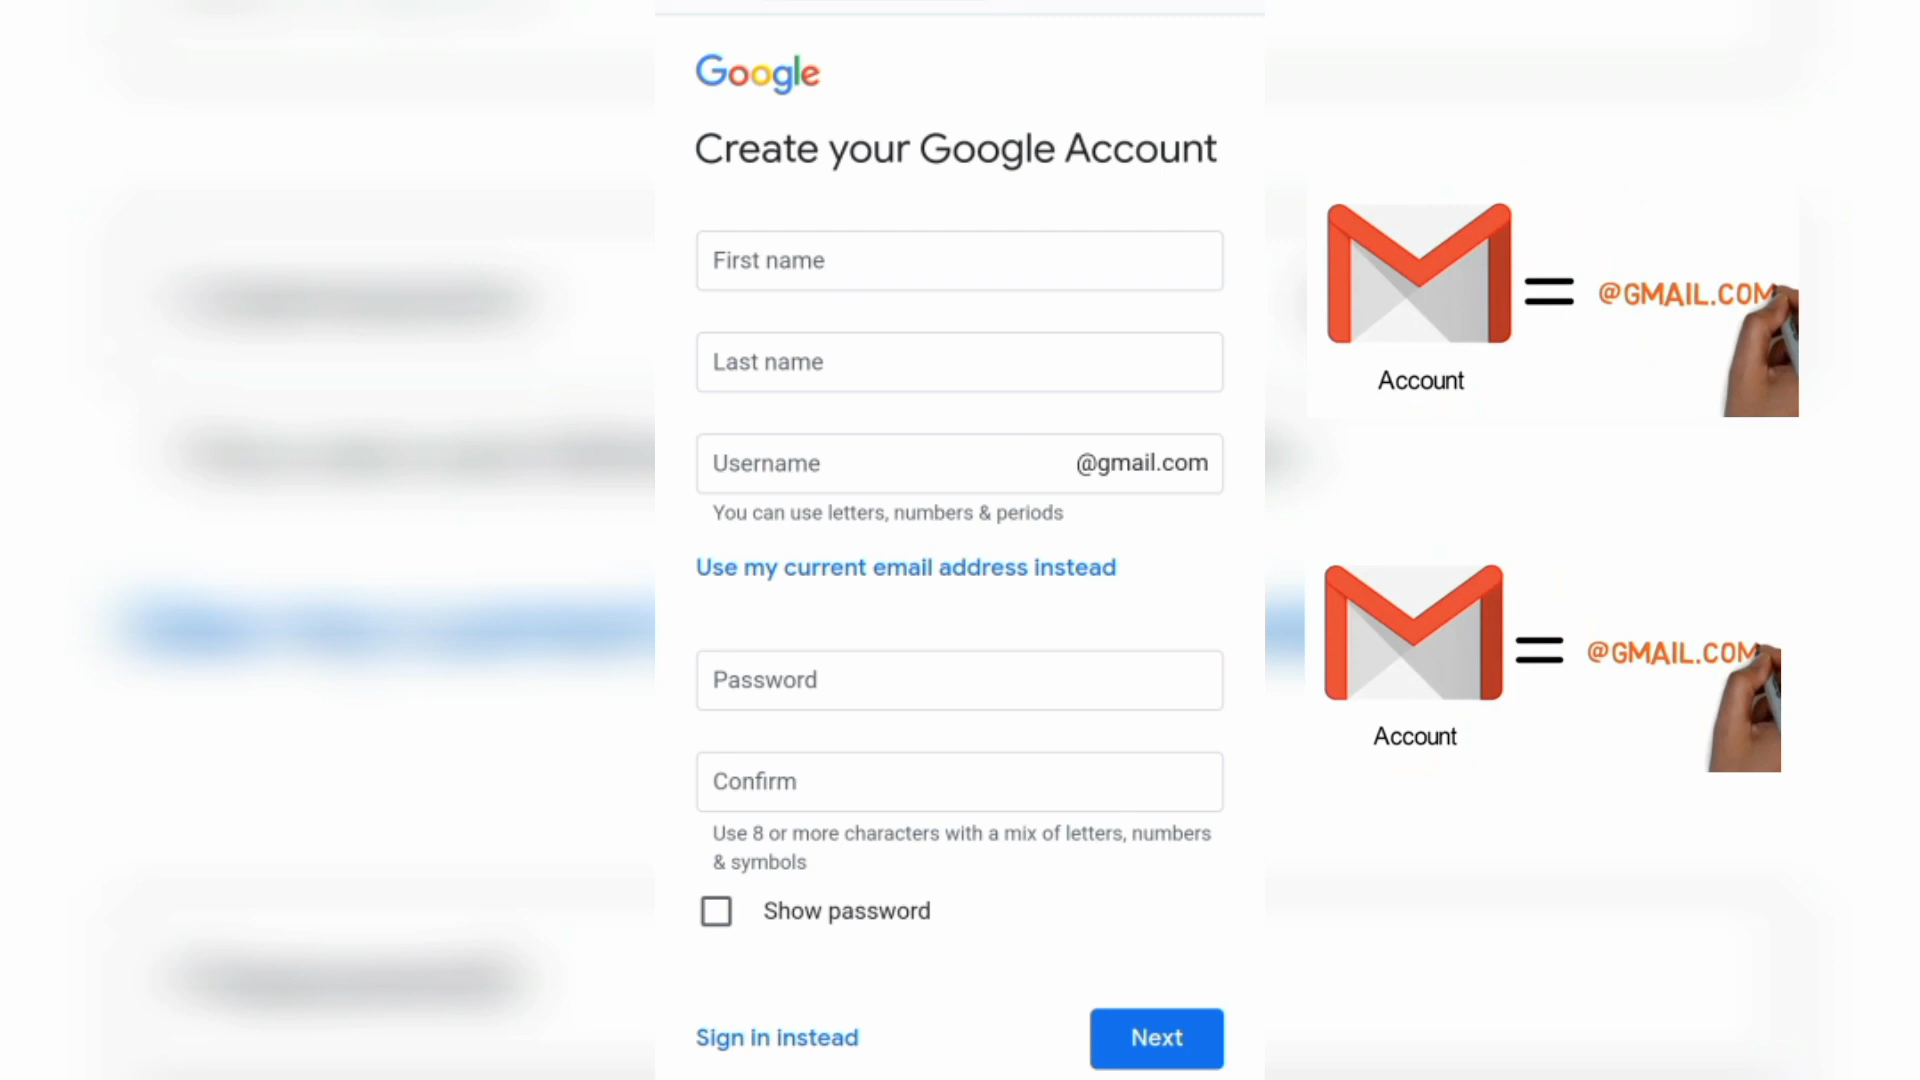 Google
Create your Google Account
First name
Last name
Username @gmail.com
You can use letters, numbers & periods
Use my current email address instead
Password
Confirm
Use 8 or more characters with a mix of letters, numbers
& symbols
Show password
Sign in instead
Next
= @GMAIL.COM
Account
= @GMAIL.COM
Account